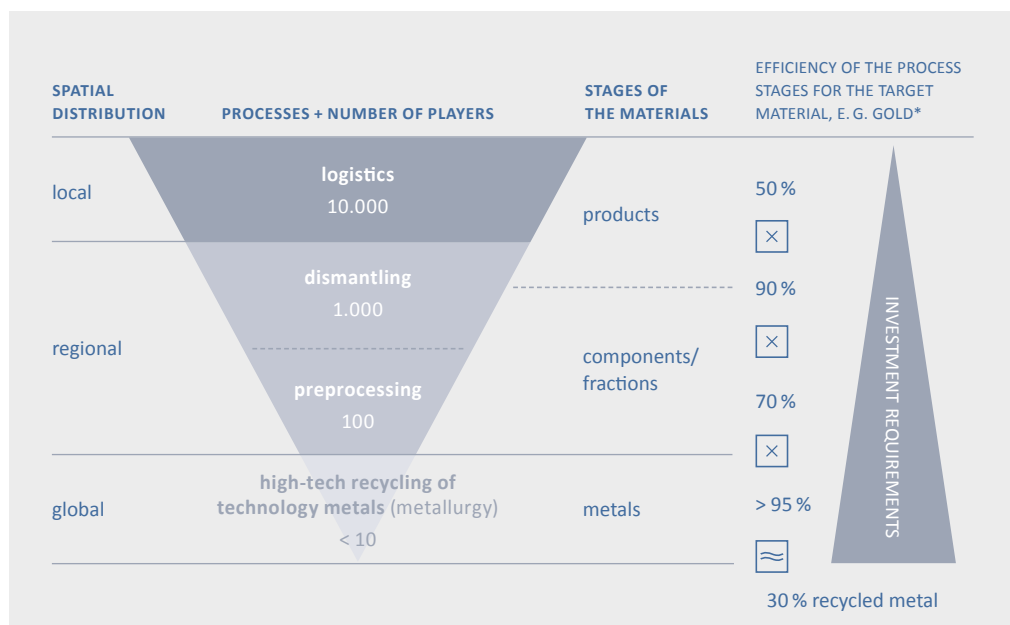 SPATIAL
DISTRIBUTION
PROCESSES + NUMBER OF PLAYERS
STAGES OF
THE MATERIALS
EFFICIENCY OF THE PROCESS
STAGES FOR THE TARGET
MATERIAL, E. G. GOLD*
local
logistics
10.000
products
50 %
×
regional
dismantling
1.000
90 %
×
preprocessing
100
components/
fractions
70 %
×
global
high-tech recycling of
technology metals (metallurgy)
< 10
metals
> 95 %
≈
30 % recycled metal
INVESTMENT REQUIREMENTS